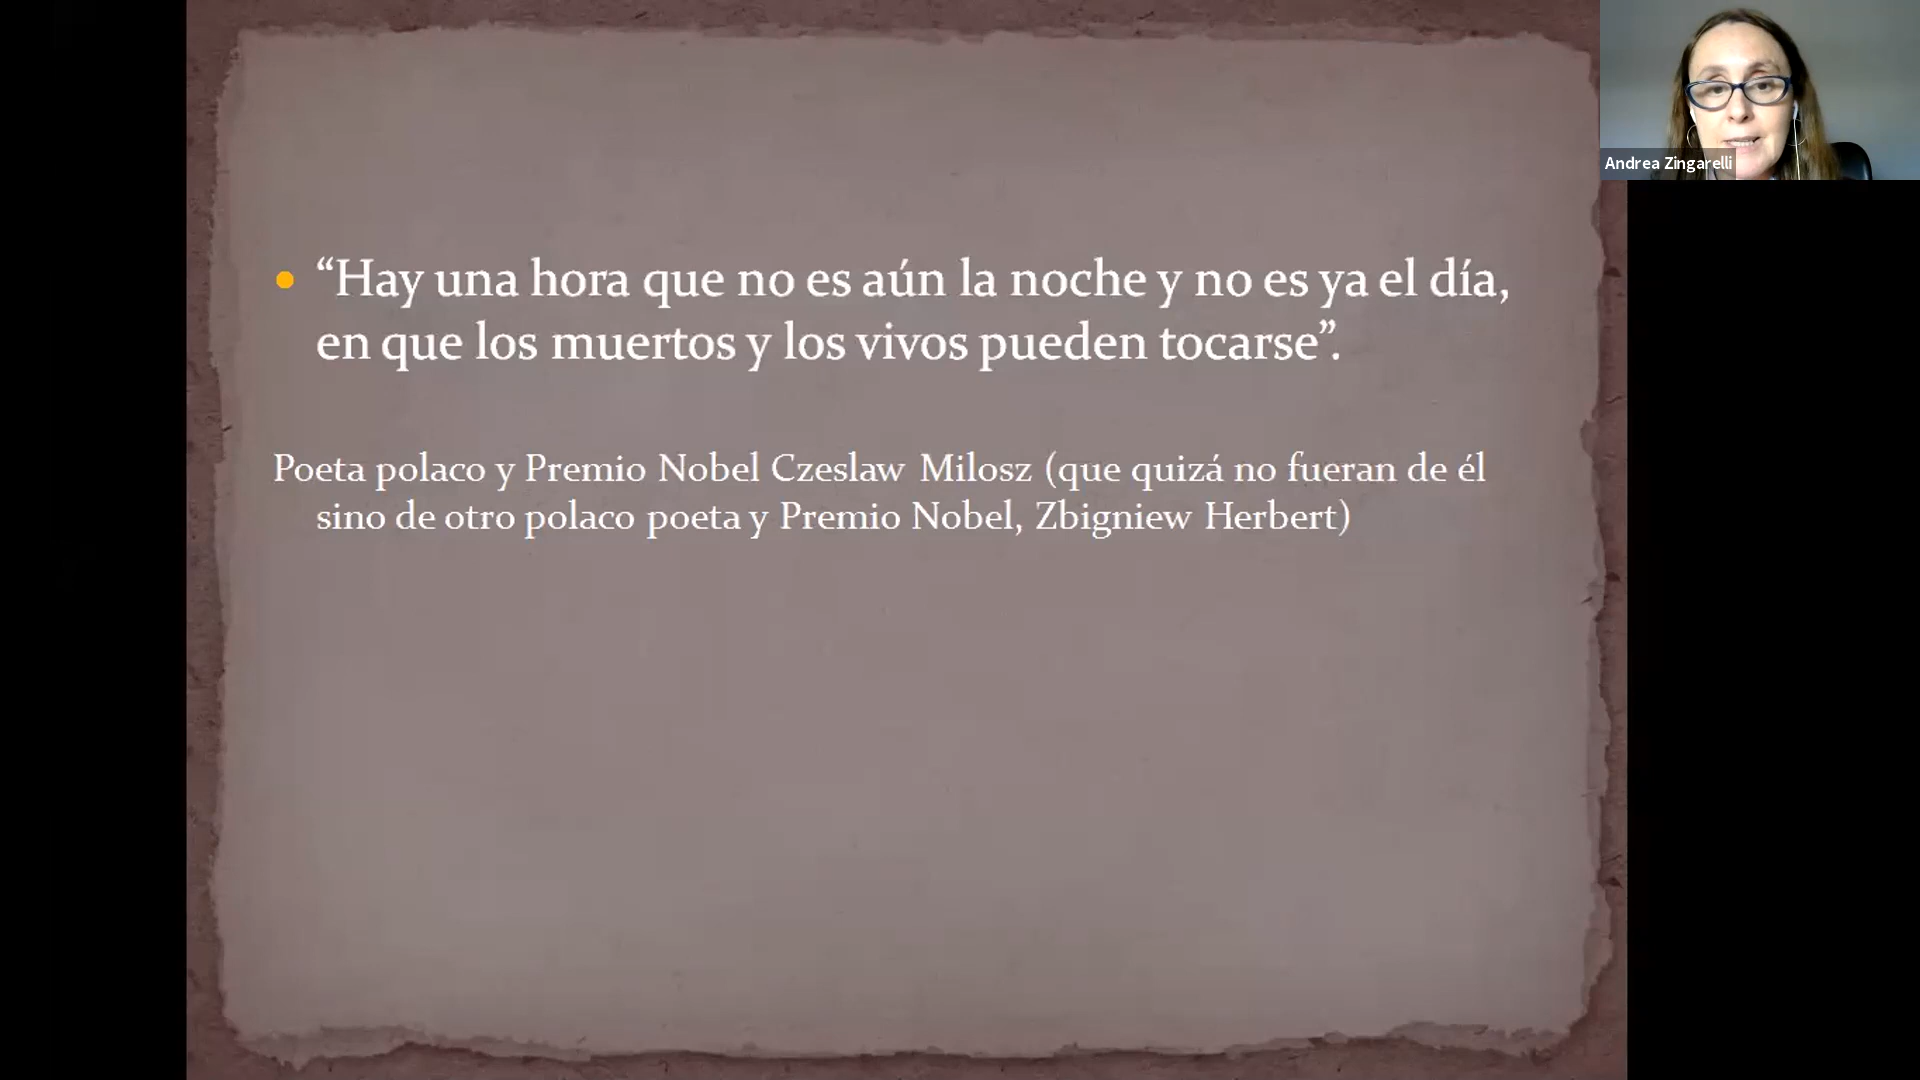 “Hay una hora que no es aún la noche y no es ya el día,
en que los muertos y los vivos pueden tocarse”.
Poeta polaco y Premio Nobel Czeslaw Milosz (que quizá no fueran de él
sino de otro polaco poeta y Premio Nobel, Zbigniew Herbert)
Andrea Zingarelli